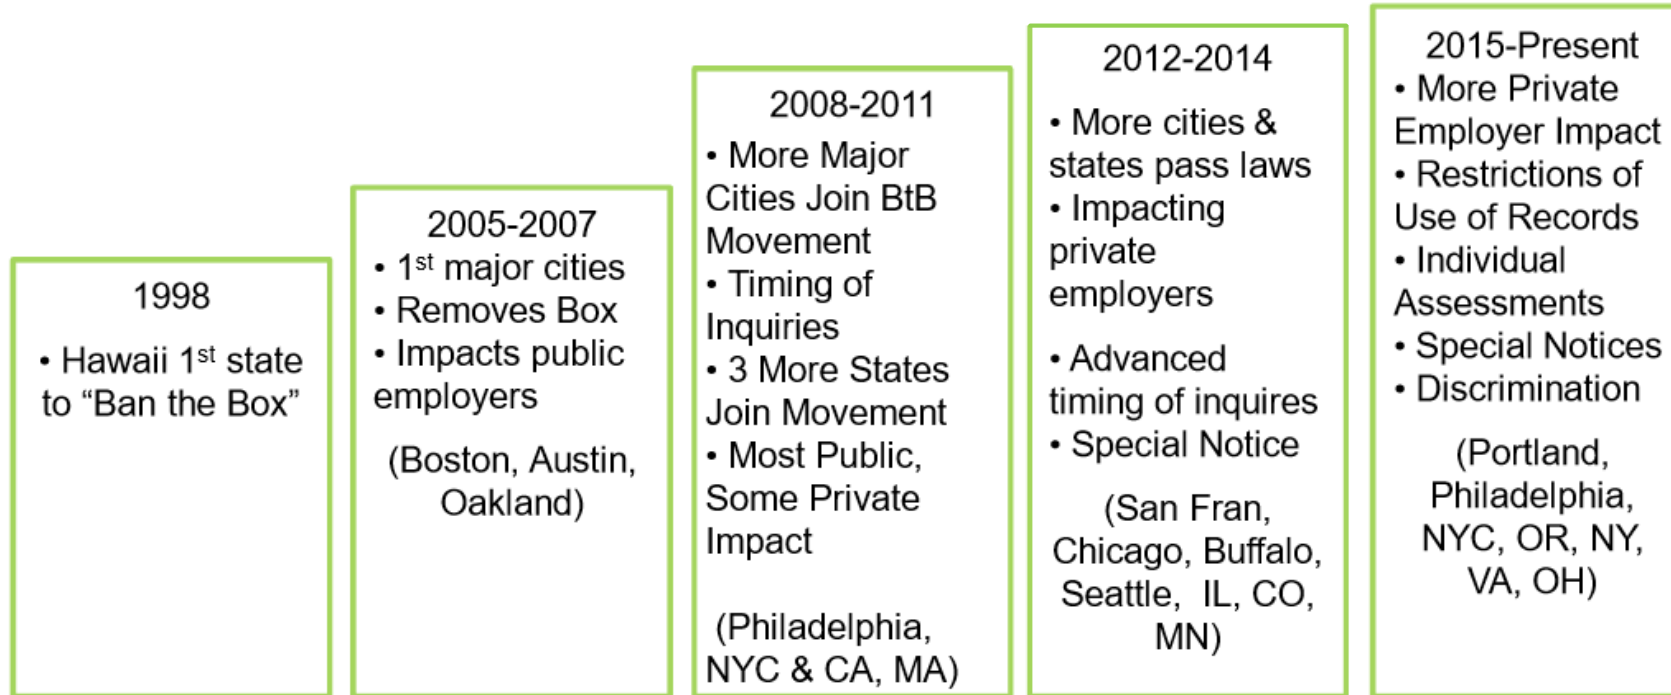 1998
• Hawaii 1st state
to “Ban the Box”
2005-2007
• 1st major cities
• Removes Box
• Impacts public
employers
(Boston, Austin,
Oakland)
2008-2011
• More Major
Cities Join BtB
Movement
• Timing of
Inquiries
• 3 More States
Join Movement
• Most Public,
Some Private
Impact
(Philadelphia,
NYC & CA, MA)
2012-2014
• More cities &
states pass laws
• Impacting
private
employers
• Advanced
timing of inquires
• Special Notice
(San Fran,
Chicago, Buffalo,
Seattle, IL, CO,
MN)
2015-Present
• More Private
Employer Impact
• Restrictions of
Use of Records
• Individual
Assessments
• Special Notices
• Discrimination
(Portland,
Philadelphia,
NYC, OR, NY,
VA, OH)